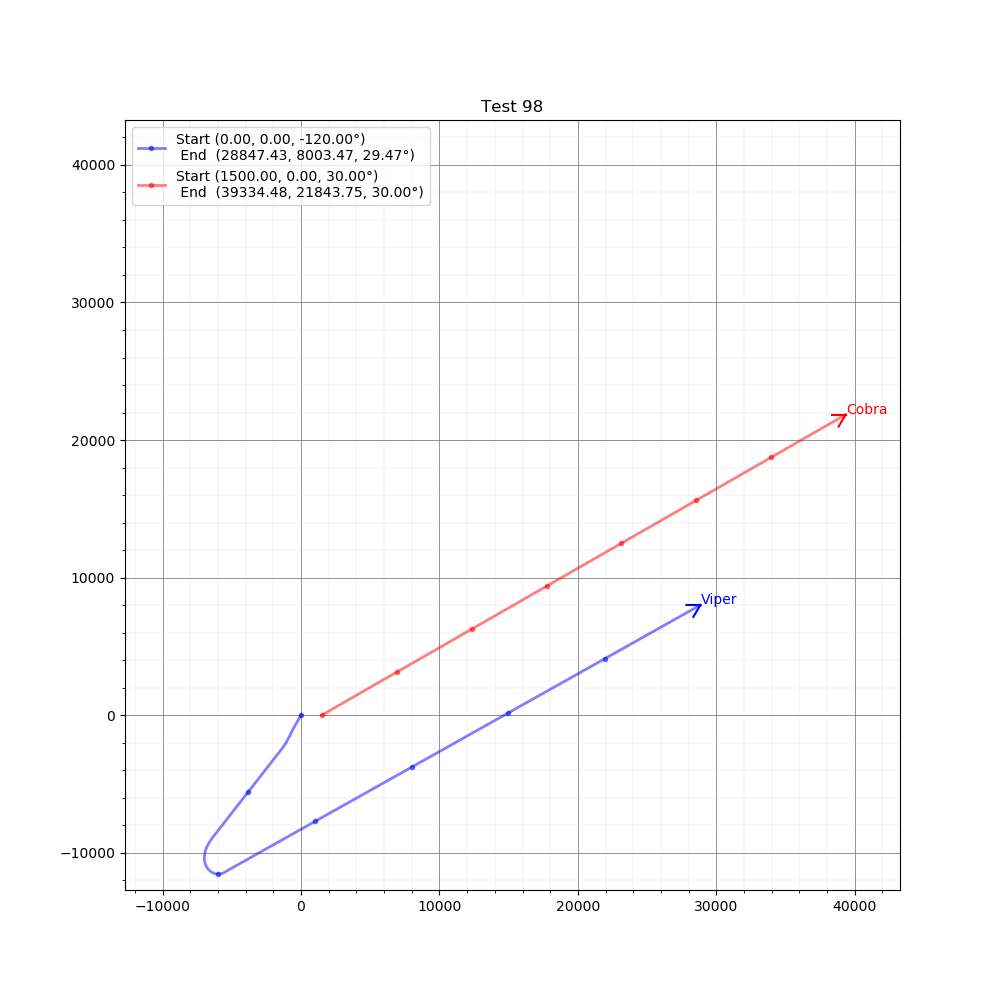 Test 98
Start (0.00, 0.00, -120.00°)
End (28847.43, 8003.47, 29.47°)
Start (1500.00, 0.00, 30.00°)
End (39334.48, 21843.75, 30.00°)
40000
30000
20000
10000
0
−10000
Cobra
Viper
−10000
0
10000
20000
30000
40000